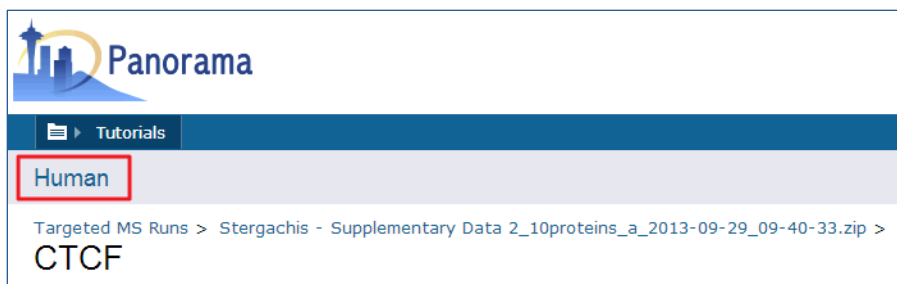 Panorama
Tutorials
Human
Targeted MS Runs > Stergachis - Supplementary Data 2_10proteins_a_2013-09-29_09-40-33.zip >
CTCF